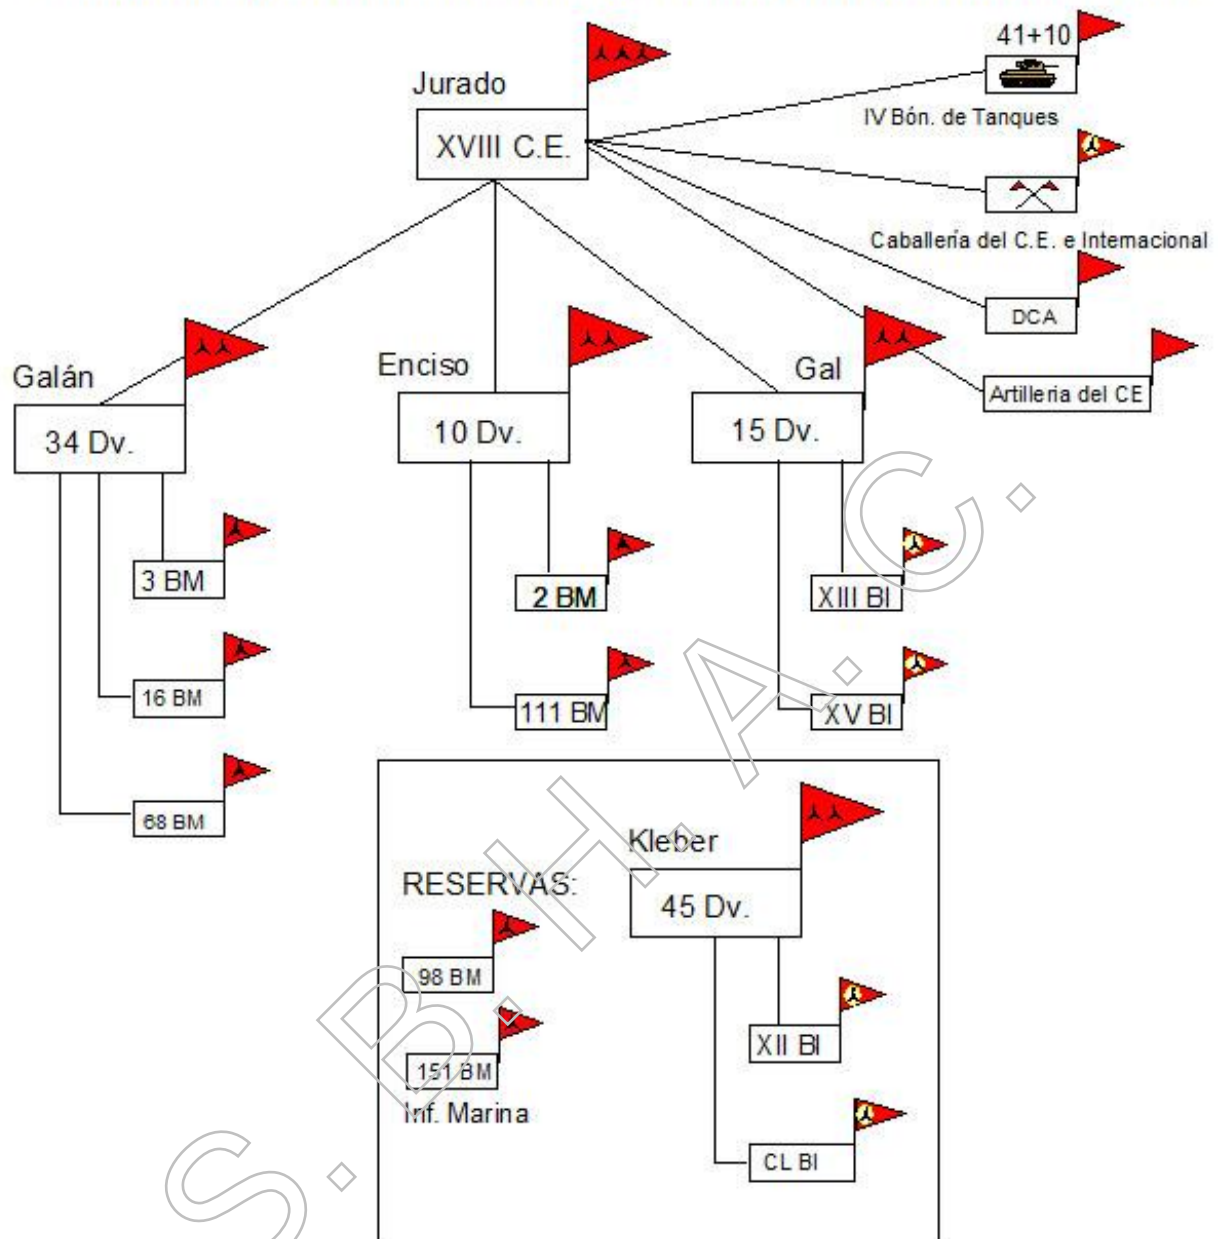 41+10
Jurado
XVIII C.E.
IV Bón. de Tanques
Caballería del C.E. e Internacional
DCA
Artilleria del CE
Galán
34 Dv.
Enciso
10 Dv.
Gal
15 Dv.
3 BM
2 BM
XIII BI
16 BM
111 BM
XV BI
68 BM
Kleber
RESERVAS:
45 Dv.
98 BM
151 BM
Inf. Marina
XII BI
CL BI
S. B. H. A. C.